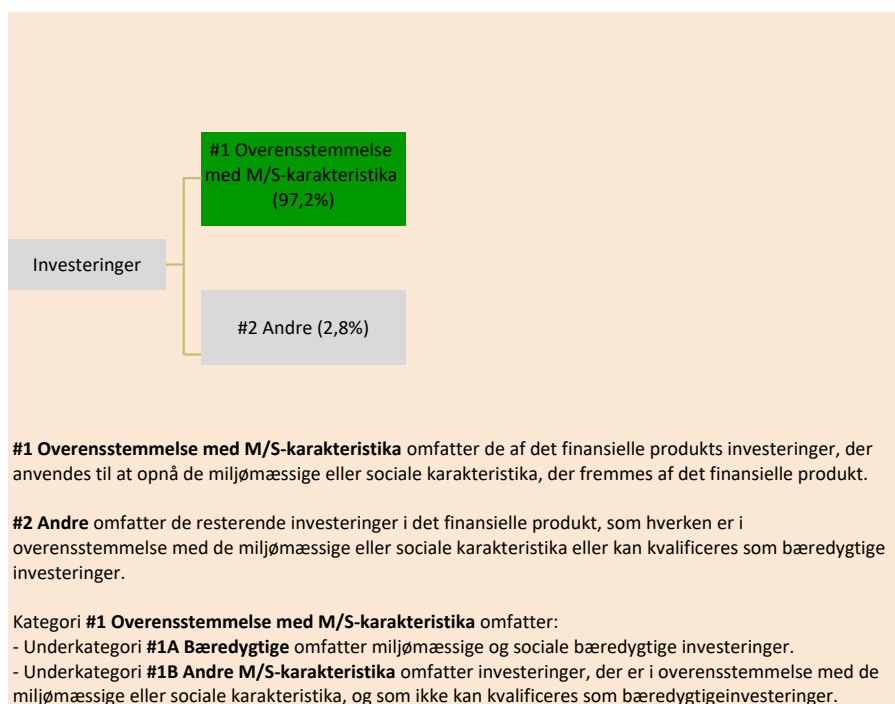 #1 Overensstemmelse
med M/S-karakteristika
(97,2%)
Investeringer
#2 Andre (2,8%)
#1 Overensstemmelse med M/S-karakteristika omfatter de af det finansielle produkts investeringer, der
anvendes til at opnå de miljømæssige eller sociale karakteristika, der fremmes af det finansielle produkt.
#2 Andre omfatter de resterende investeringer i det finansielle produkt, som hverken er i
overensstemmelse med de miljømæssige eller sociale karakteristika eller kan kvalificeres som bæredygtige
investeringer.
Kategori #1 Overensstemmelse med M/S-karakteristika omfatter:
- Underkategori #1A Bæredygtige omfatter miljømæssige og sociale bæredygtige investeringer.
- Underkategori #1B Andre M/S-karakteristika omfatter investeringer, der er i overensstemmelse med de
miljømæssige eller sociale karakteristika, og som ikke kan kvalificeres som bæredygtigeinvesteringer.